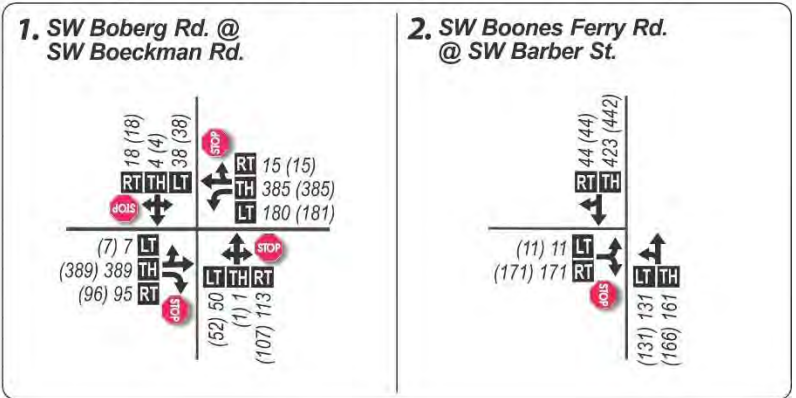 1. SW Boberg Rd. @
SW Boeckman Rd.
18 (18)
4 (4)
38 (38)
RT TH LT
STOP
STOP
RT 15 (15)
TH 385 (385)
LT 180 (181)
(7) 7 LT
(389) 389 TH
(96) 95 RT
STOP
STOP
LT TH RT
(52) 50
(1) 1
(107) 113
2. SW Boones Ferry Rd.
@ SW Barber St.
44 (44)
423 (442)
RT TH
(11) 11 LT
(171) 171 RT
STOP
LT TH
(131) 131
(166) 161